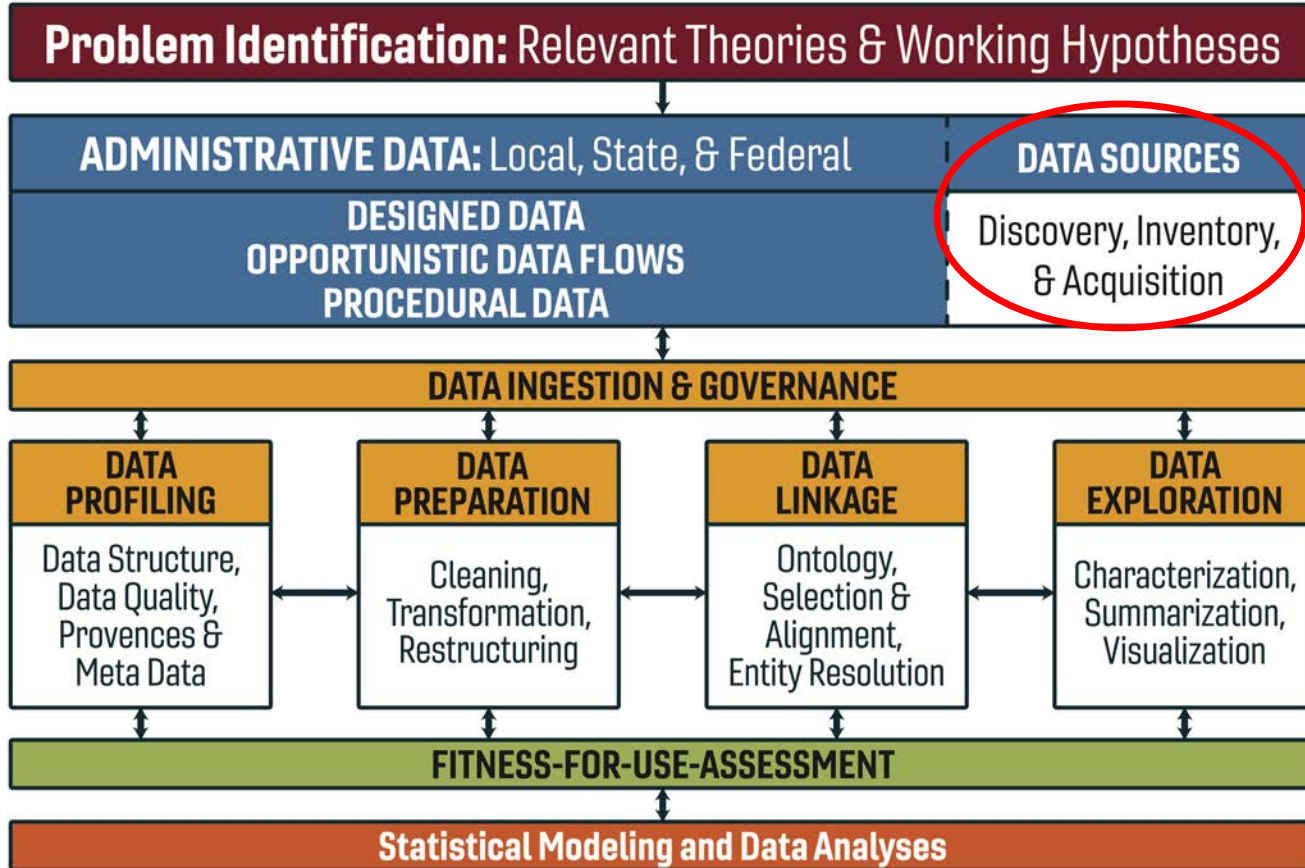 Problem Identification: Relevant Theories & Working Hypotheses
ADMINISTRATIVE DATA: Local, State, & Federal
DESIGNED DATA
OPPORTUNISTIC DATA FLOWS
PROCEDURAL DATA
DATA SOURCES
Discovery, Inventory,
& Acquisition
DATA INGESTION & GOVERNANCE
DATA
PROFILING
Data Structure,
Data Quality,
Provences &
Meta Data
DATA
PREPARATION
Cleaning,
Transformation,
Restructuring
DATA
LINKAGE
Ontology,
Selection &
Alignment,
Entity Resolution
DATA
EXPLORATION
Characterization,
Summarization,
Visualization
FITNESS-FOR-USE-ASSESSMENT
Statistical Modeling and Data Analyses